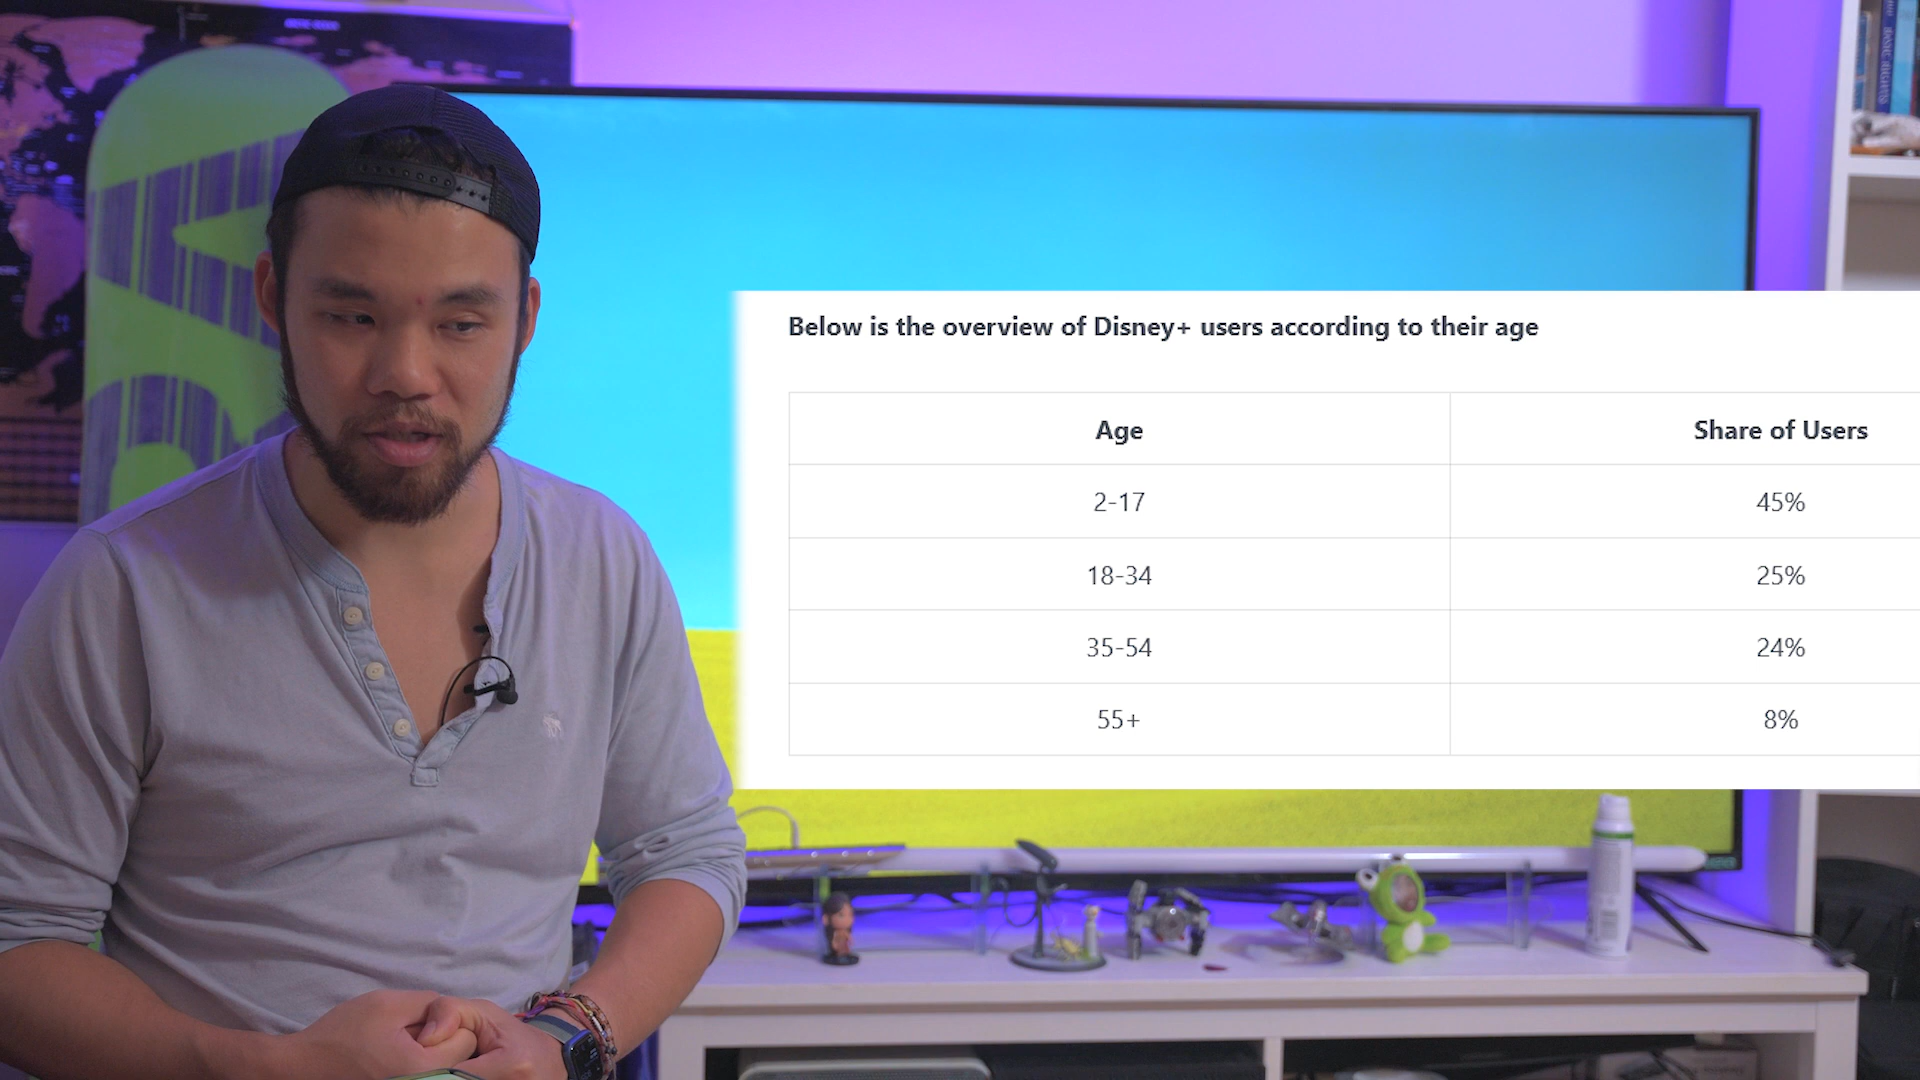 Below is the overview of Disney+ users according to their age
Age Share of Users
2-17 45%
18-34 25%
35-54 24%
55+ 8%